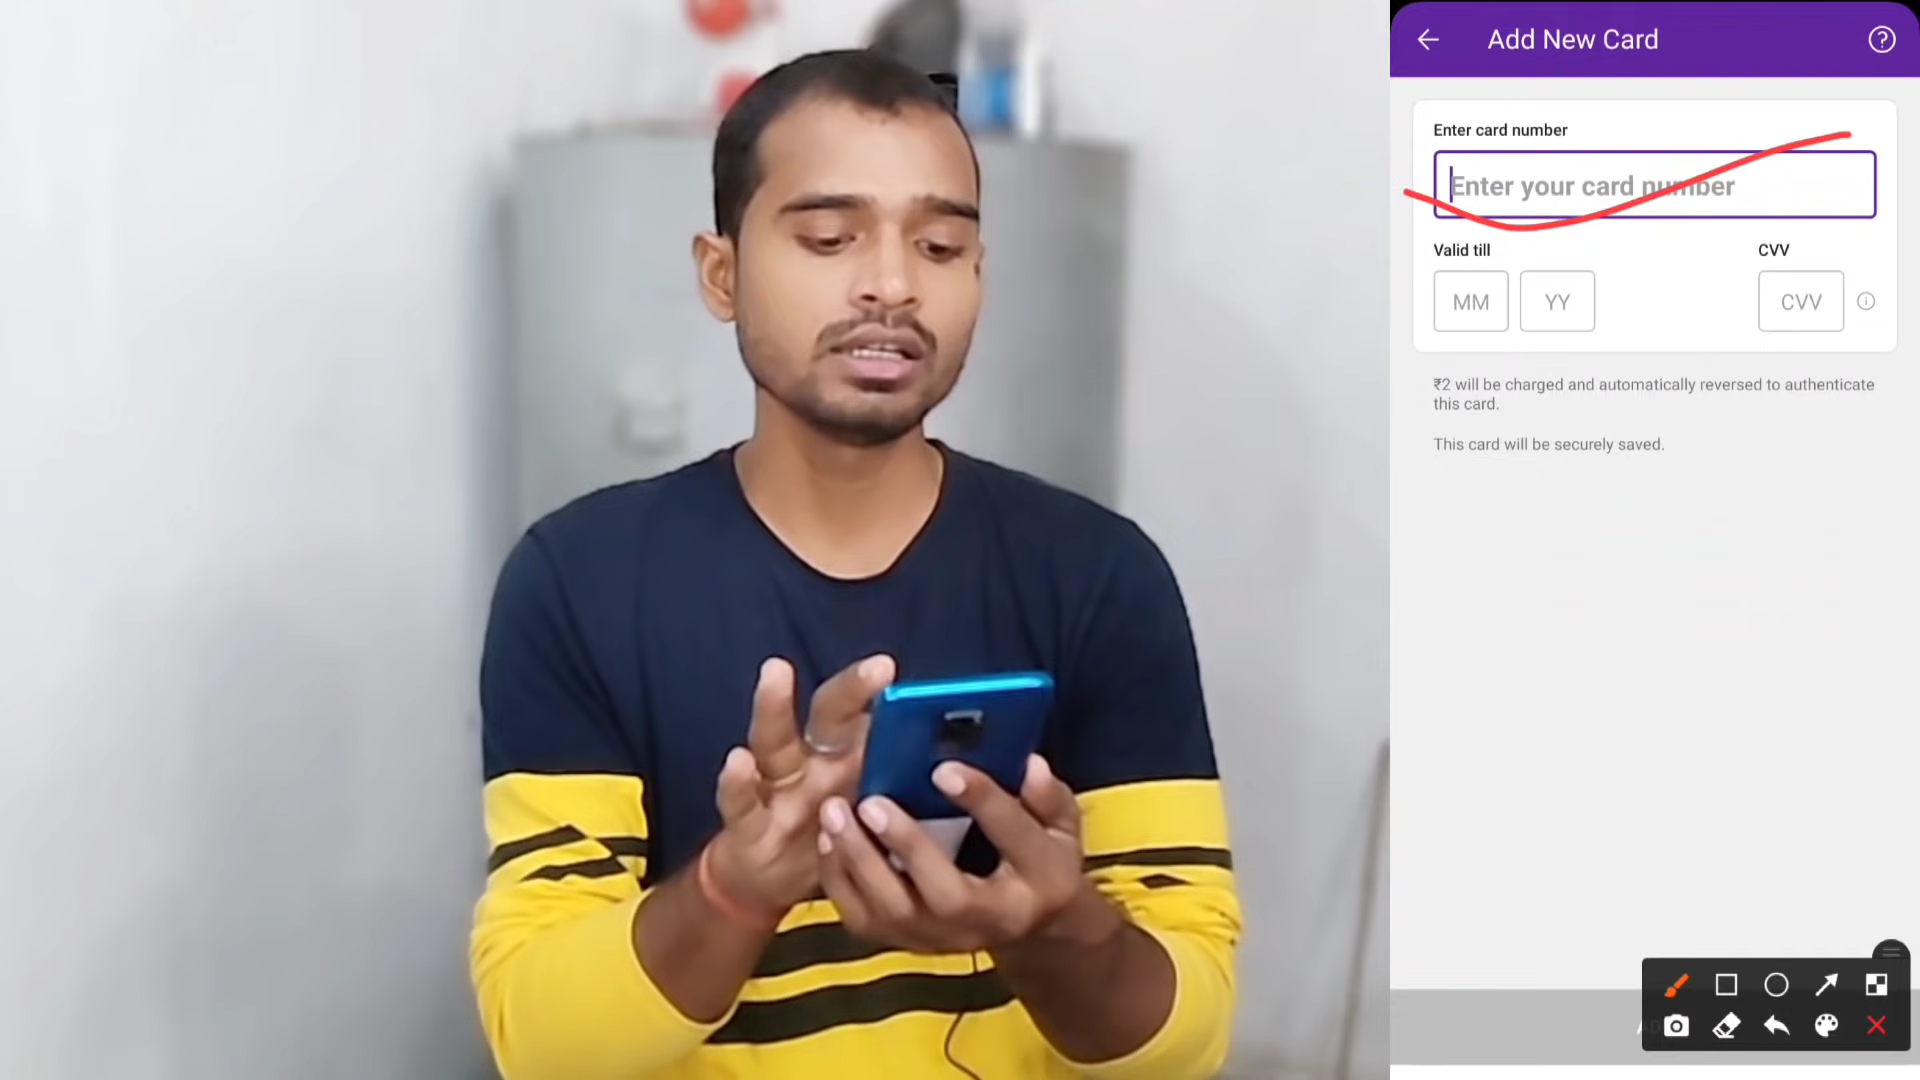 Add New Card
Enter card number
Enter your card number
Valid till
CVV
MM
YY
CVV
₹2 will be charged and automatically reversed to authenticate
this card.
This card will be securely saved.